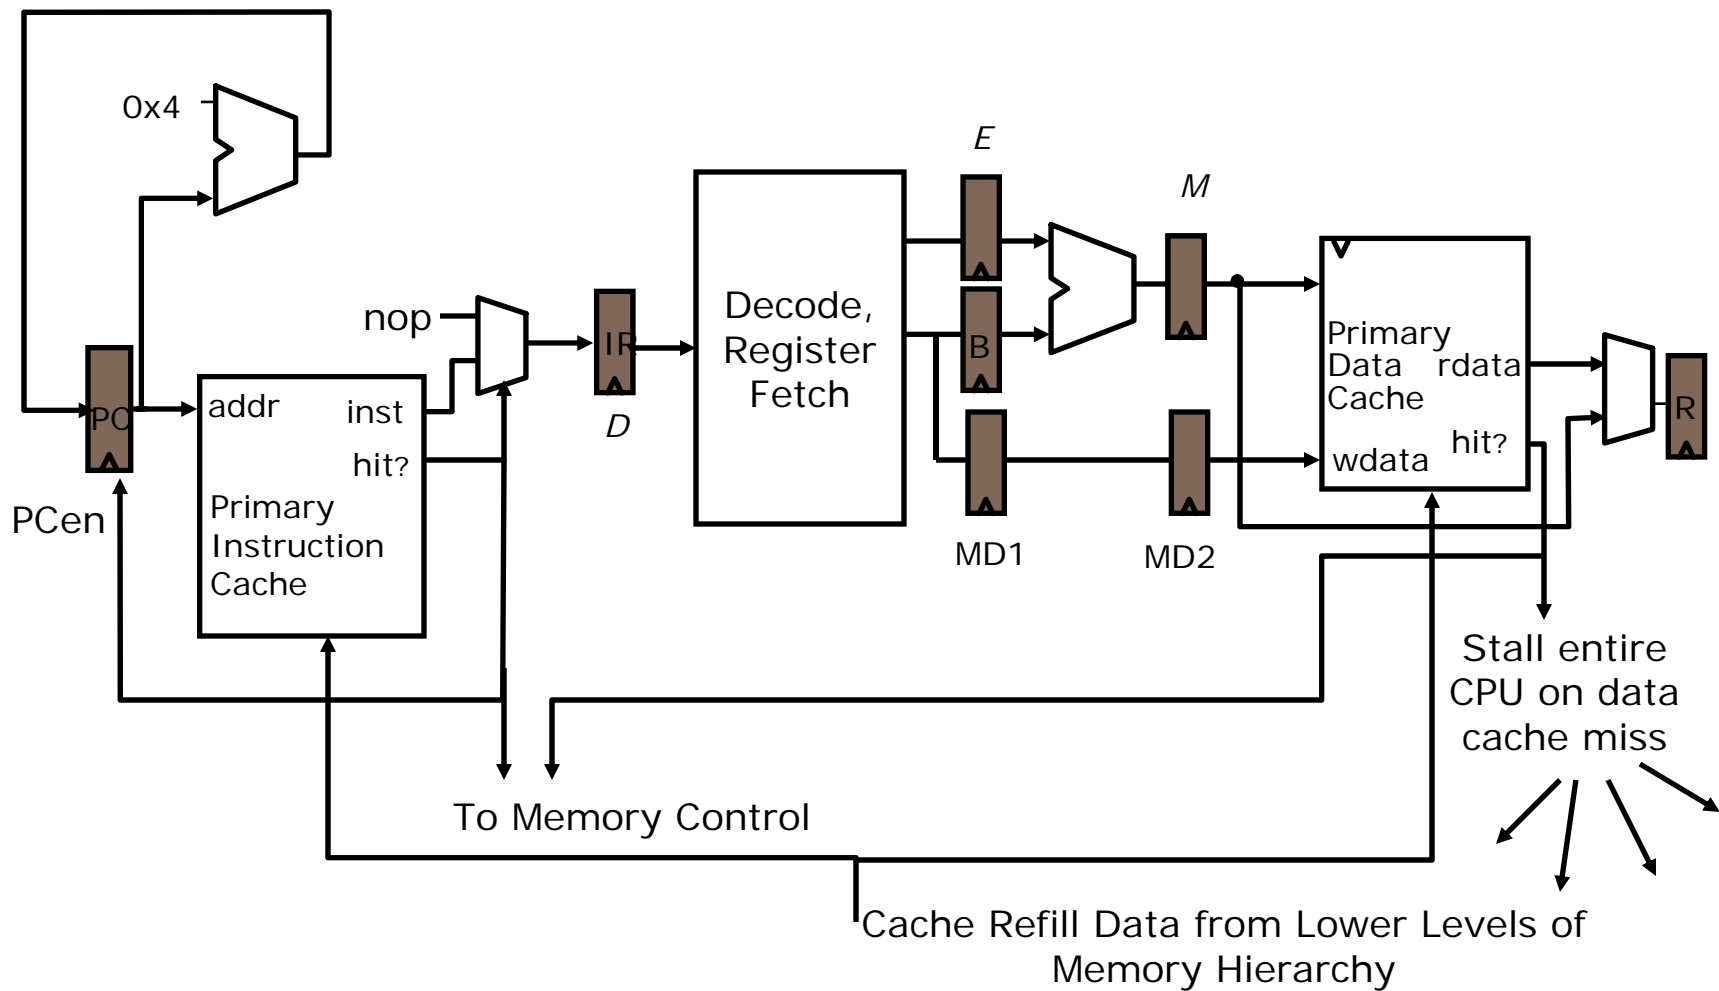 0x4
E
M
nop
Decode,
Register
Fetch
IR
B
Primary
Data rdata
Cache
PC
addr inst
D
R
hit?
hit?
wdata
PCen
Primary
Instruction
Cache
MD1
MD2
Stall entire
CPU on data
cache miss
To Memory Control
Cache Refill Data from Lower Levels of
Memory Hierarchy